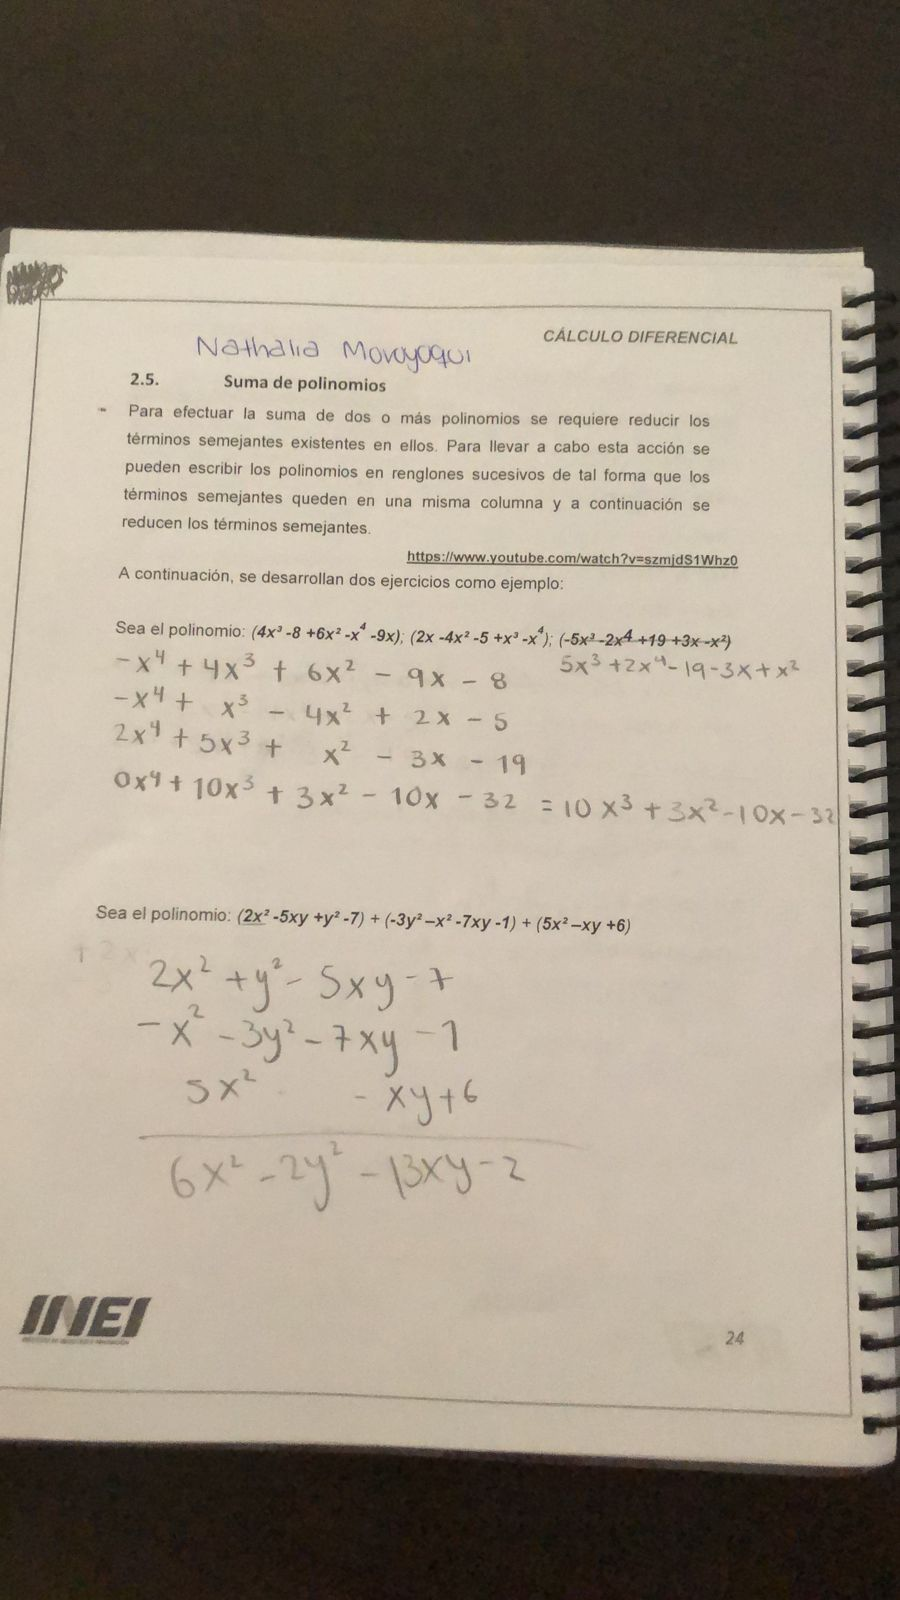 CÁLCULO DIFERENCIAL
Nathalia Moroyoqui
2.5. Suma de polinomios
- Para efectuar la suma de dos o más polinomios se requiere reducir los
términos semejantes existentes en ellos. Para llevar a cabo esta acción se
pueden escribir los polinomios en renglones sucesivos de tal forma que los
términos semejantes queden en una misma columna y a continuación se
reducen los términos semejantes.
https://www.youtube.com/watch?v=szmjdS1Whz0
A continuación, se desarrollan dos ejercicios como ejemplo:
Sea el polinomio: (4x³ -8 +6x² -x⁴ -9x); (2x -4x² -5 +x³ -x⁴); (-5x³ -2x⁴ +19 +3x -x²)
5x³ + 2x⁴ - 19 - 3x + x²
-x⁴ + 4x³ + 6x² - 9x - 8
-x⁴ + x³ - 4x² + 2x - 5
2x⁴ + 5x³ + x² - 3x - 19
0x⁴ + 10x³ + 3x² - 10x - 32 = 10x³ + 3x² - 10x - 32
Sea el polinomio: (2x² -5xy +y² -7) + (-3y² –x² -7xy -1) + (5x² –xy +6)
+ 2x
2x² + y² - 5xy - 7
-x² - 3y² - 7xy - 1
5x² - xy + 6
6x² - 2y² - 13xy - 2
INEI
24